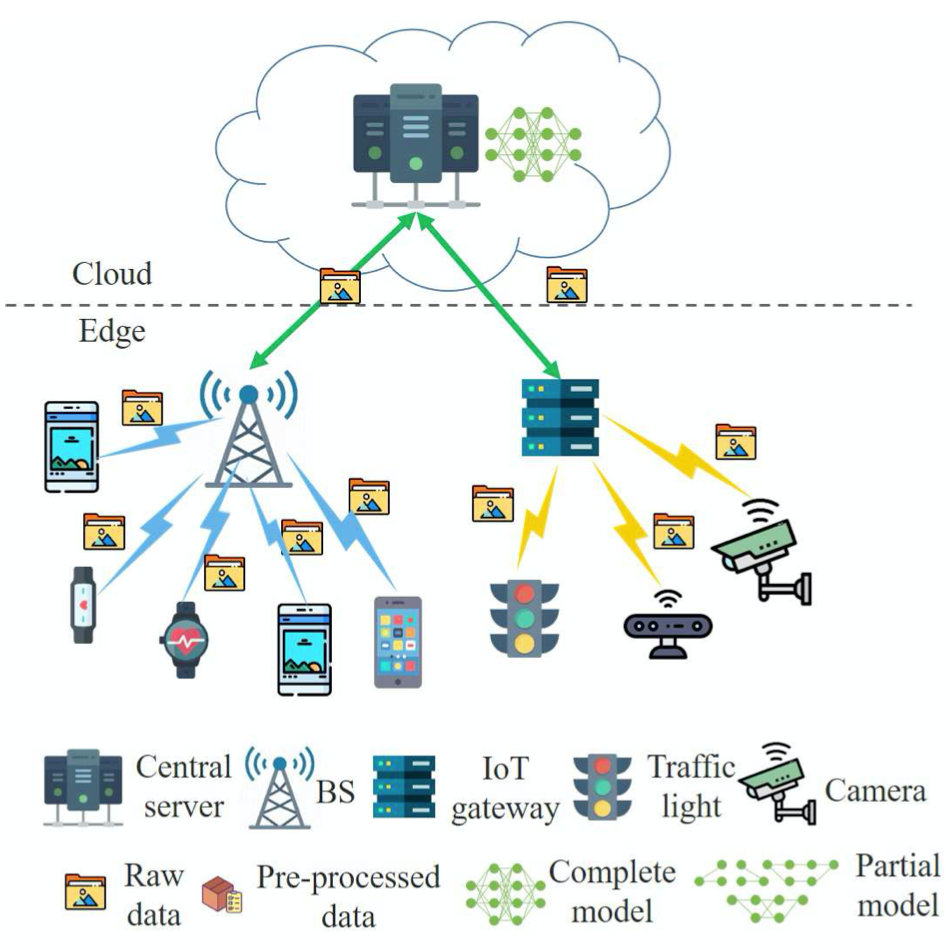 Cloud
Edge
Central
server
BS
IoT
gateway
Traffic
light
Camera
Raw
data
Pre-processed
data
Complete
model
Partial
model